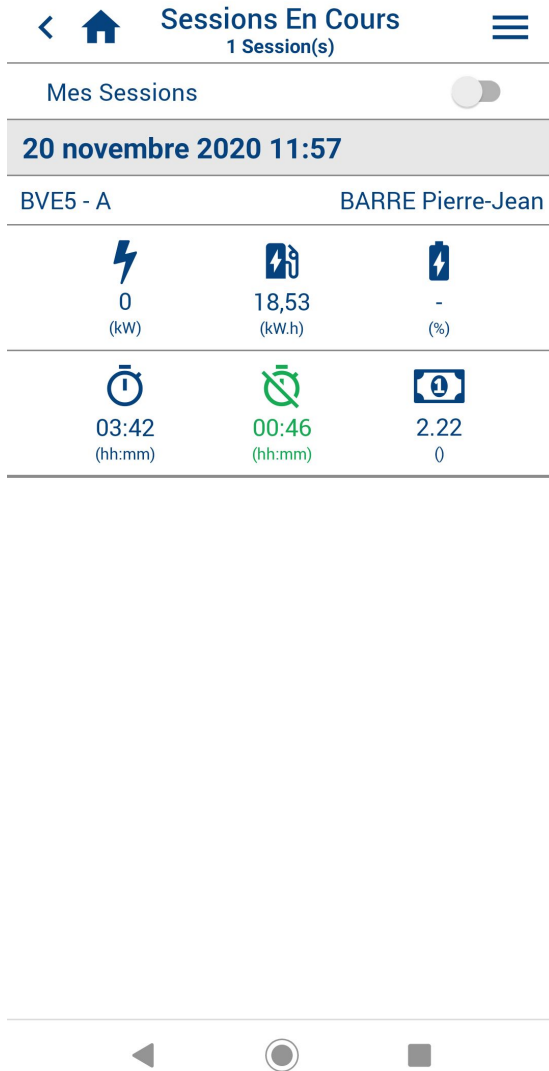 Sessions En Cours
1 Session(s)
Mes Sessions
20 novembre 2020 11:57
BVE5 - A BARRE Pierre-Jean
0 18,53 -
(kW) (kW.h) (%)
1
03:42 00:46 2.22
(hh:mm) (hh:mm) ()